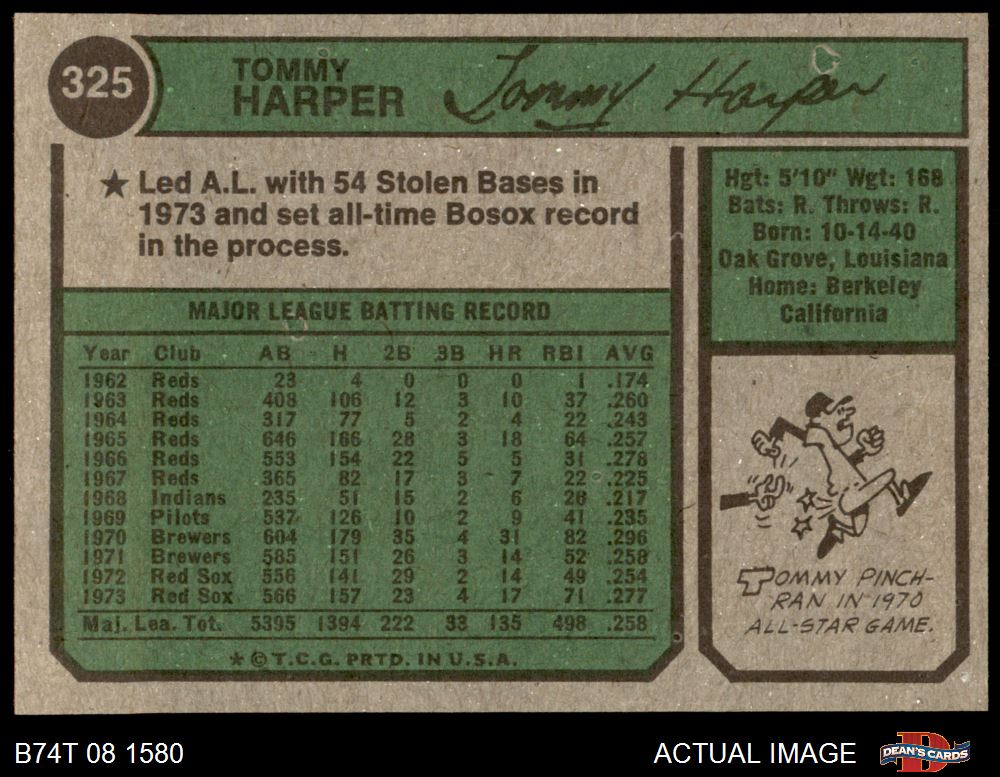 325
TOMMY
HARPER
Tommy Harper
★ Led A.L. with 54 Stolen Bases in
1973 and set all-time Bosox record
in the process.
Hgt: 5'10" Wgt: 168
Bats: R. Throws: R.
Born: 10-14-40
Oak Grove, Louisiana
Home: Berkeley
California
MAJOR LEAGUE BATTING RECORD
Year Club AB H 2B 3B HR RBI AVG
1962 Reds 23 4 0 0 0 1 .174
1963 Reds 408 106 12 3 10 37 .260
1964 Reds 317 77 5 2 4 22 .243
1965 Reds 646 166 28 3 18 64 .257
1966 Reds 553 154 22 5 5 31 .278
1967 Reds 365 82 17 3 7 22 .225
1968 Indians 235 51 15 2 6 26 .217
1969 Pilots 537 126 10 2 9 41 .235
1970 Brewers 604 179 35 4 31 82 .296
1971 Brewers 585 151 26 3 14 52 .258
1972 Red Sox 556 141 29 2 14 49 .254
1973 Red Sox 566 157 23 4 17 71 .277
Maj. Lea. Tot. 5395 1394 222 33 135 498 .258
★ © T.C.G. PRTD. IN U.S.A.
TOMMY PINCH-
RAN IN 1970
ALL-STAR GAME.
B74T 08 1580
ACTUAL IMAGE
DEAN'S CARDS